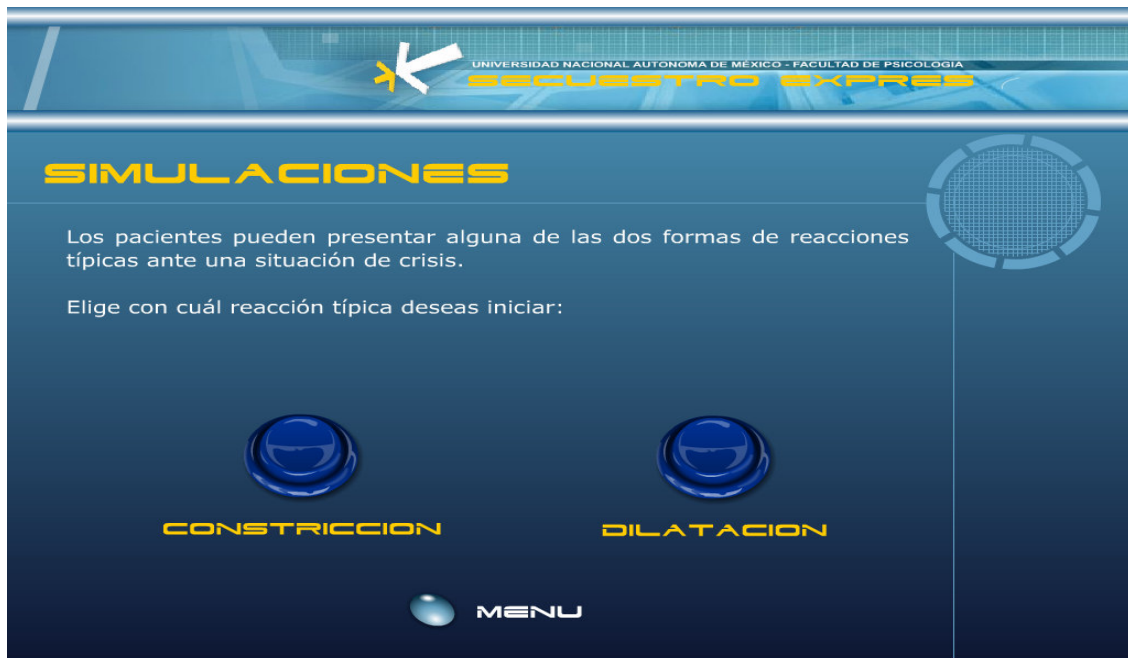 UNIVERSIDAD NACIONAL AUTONOMA DE MÉXICO - FACULTAD DE PSICOLOGIA
SECUESTRO EXPRES
SIMULACIONES
Los pacientes pueden presentar alguna de las dos formas de reacciones
típicas ante una situación de crisis.
Elige con cuál reacción típica deseas iniciar:
CONSTRICCION
DILATACION
MENU